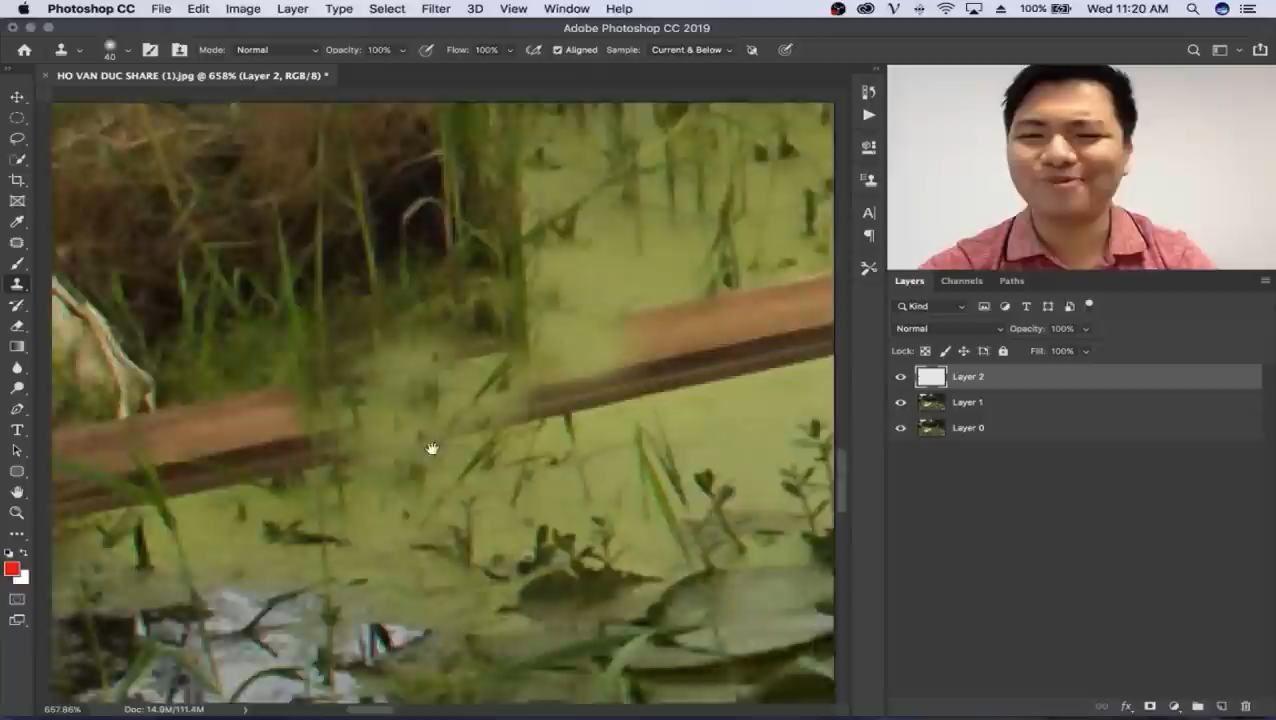 Photoshop CC File Edit Image Layer Type Select Filter 3D View Window Help 100% Wed 11:20 AM
Adobe Photoshop CC 2019
40 Mode: Normal Opacity: 100% Flow: 100% Aligned Sample: Current & Below
HO VAN DUC SHARE (1).jpg @ 658% (Layer 2, RGB/8) *
Layers Channels Paths
Kind
Normal Opacity: 100%
Lock: Fill: 100%
Layer 2
Layer 1
Layer 0
657.86% Doc: 14.9M/111.4M